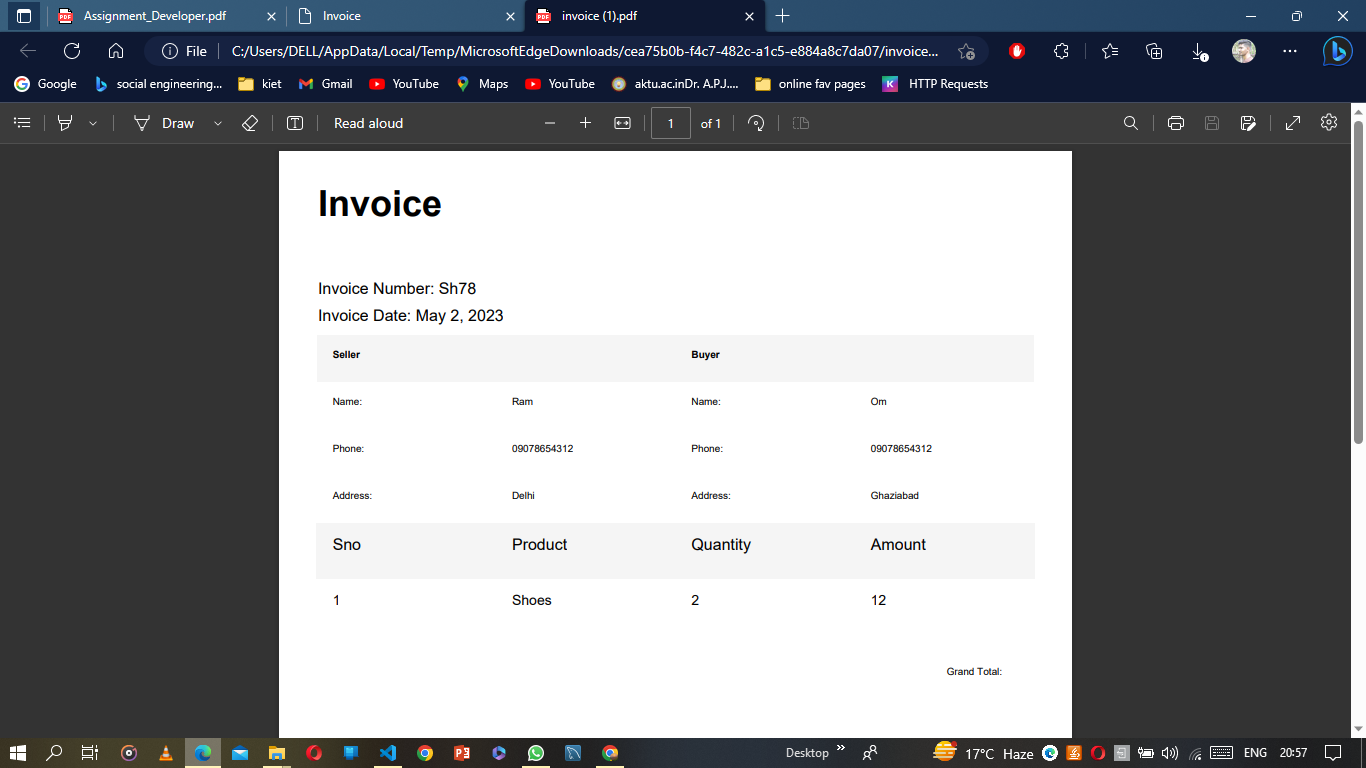 Assignment_Developer.pdf Invoice invoice (1).pdf
File C:/Users/DELL/AppData/Local/Temp/MicrosoftEdgeDownloads/cea75b0b-f4c7-482c-a1c5-e884a8c7da07/invoice...
Google social engineering... kiet Gmail YouTube Maps YouTube aktu.ac.inDr. A.P.J.... online fav pages K HTTP Requests
Draw Read aloud 1 of 1
Invoice
Invoice Number: Sh78
Invoice Date: May 2, 2023
Seller Buyer
Name: Ram Name: Om
Phone: 09078654312 Phone: 09078654312
Address: Delhi Address: Ghaziabad
Sno Product Quantity Amount
1 Shoes 2 12
Grand Total:
Desktop 17°C Haze ENG 20:57